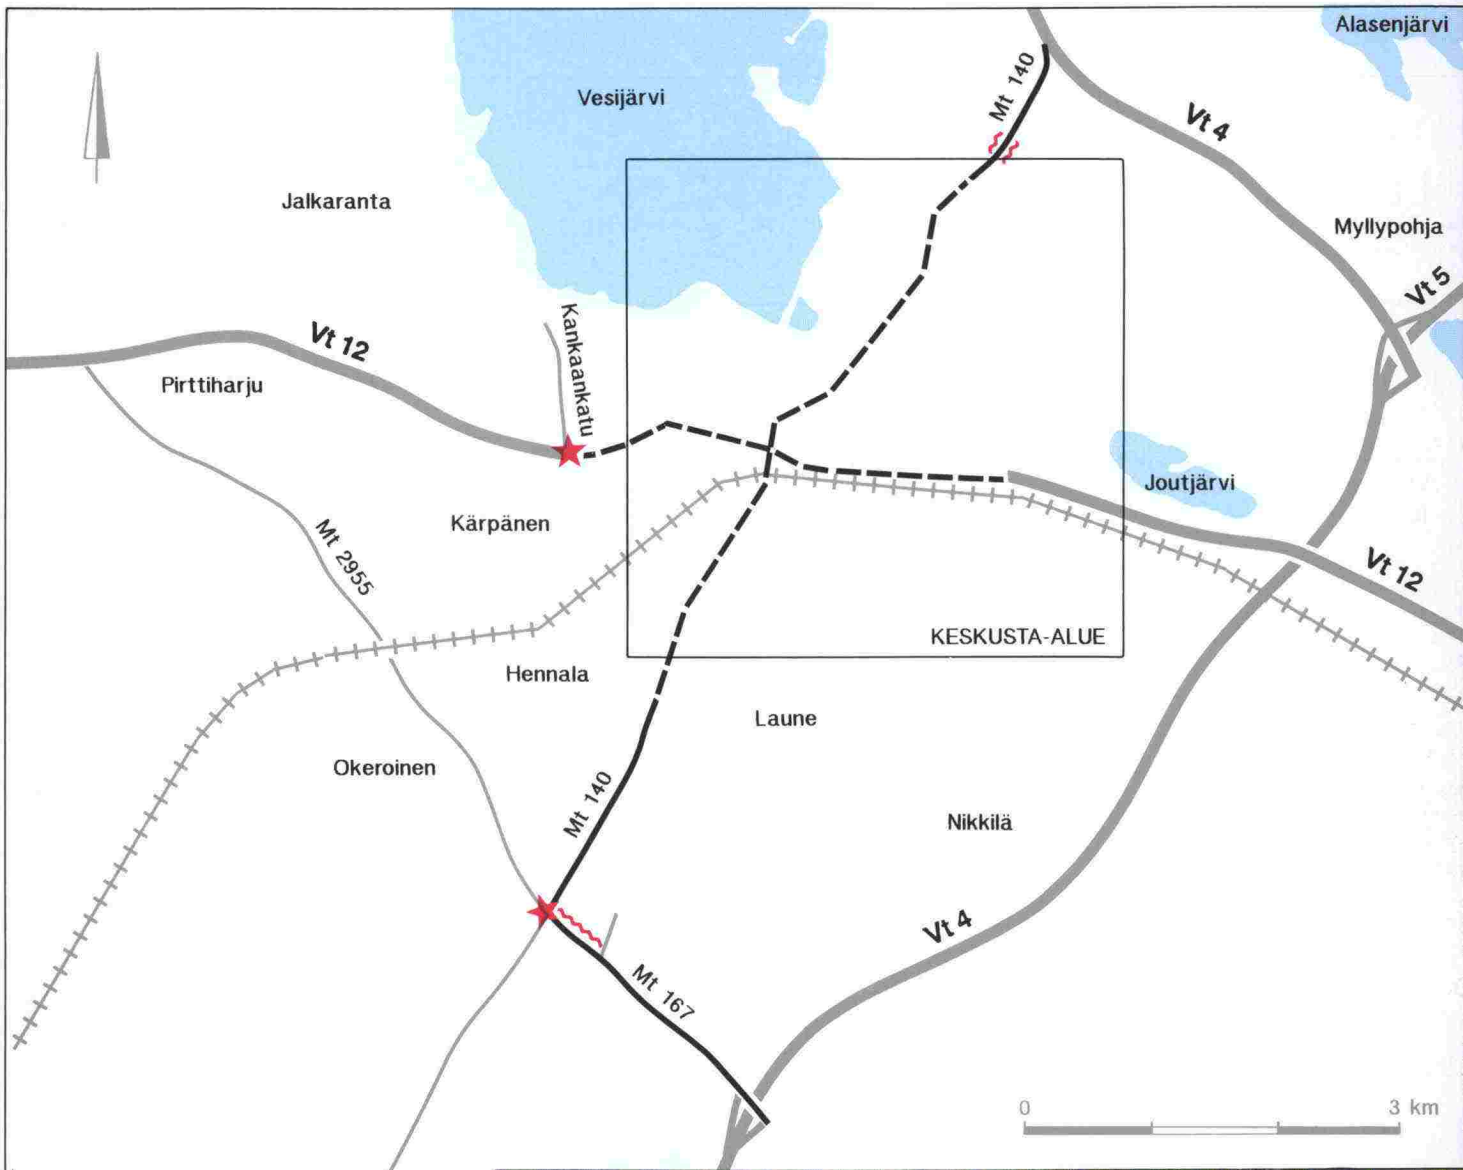 Alasenjärvi
Vesijärvi
Mt 140
Vt 4
Jalkaranta
Myllypohja
Vt 5
Kankaankatu
Vt 12
Pirttiharju
Joutjärvi
Kärpänen
Mt 2955
Vt 12
KESKUSTA-ALUE
Hennala
Laune
Okeroinen
Mt 140
Nikkilä
Vt 4
Mt 167
0 3 km